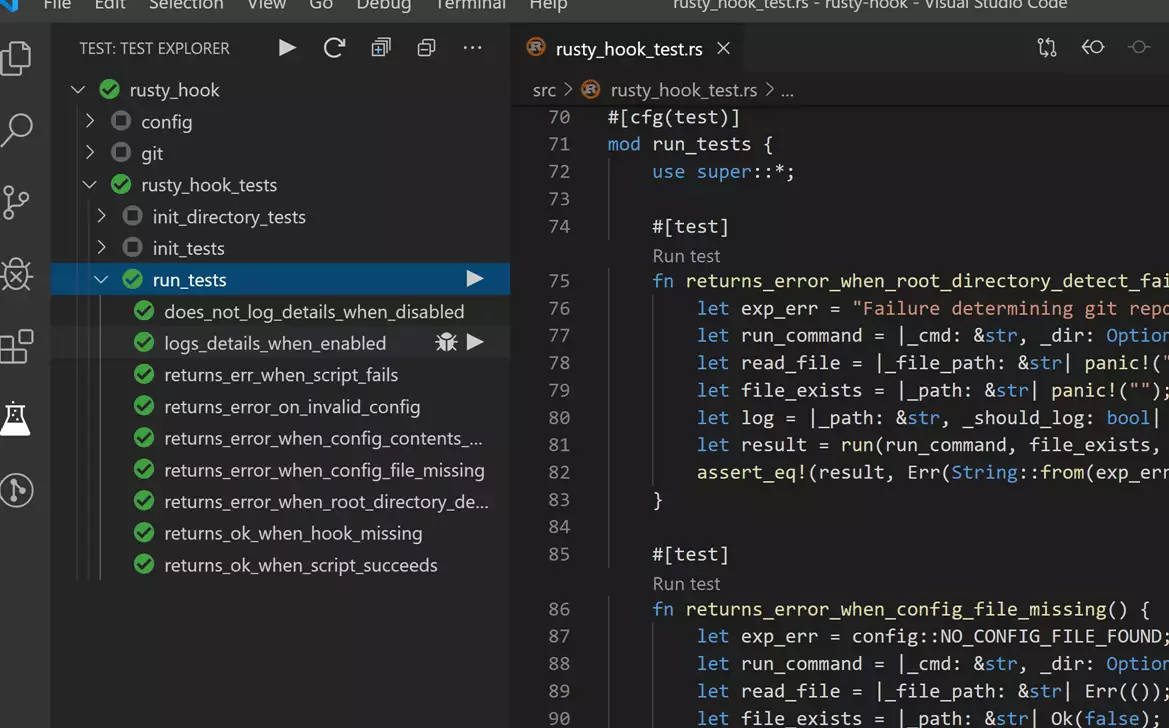 File Edit Selection View Go Debug Terminal Help rusty_hook_test.rs - rusty-hook - Visual Studio Code
TEST: TEST EXPLORER
rusty_hook
config
git
rusty_hook_tests
init_directory_tests
init_tests
run_tests
does_not_log_details_when_disabled
logs_details_when_enabled
returns_err_when_script_fails
returns_error_on_invalid_config
returns_error_when_config_contents_...
returns_error_when_config_file_missing
returns_error_when_root_directory_de...
returns_ok_when_hook_missing
returns_ok_when_script_succeeds
rusty_hook_test.rs
src > rusty_hook_test.rs > ...
70 #[cfg(test)]
71 mod run_tests {
72 use super::*;
73
74 #[test]
Run test
75 fn returns_error_when_root_directory_detect_fai
76 let exp_err = "Failure determining git repo
77 let run_command = |_cmd: &str, _dir: Option
78 let read_file = |_file_path: &str| panic!("
79 let file_exists = |_path: &str| panic!("");
80 let log = |_path: &str, _should_log: bool|
81 let result = run(run_command, file_exists,
82 assert_eq!(result, Err(String::from(exp_err
83 }
84
85 #[test]
Run test
86 fn returns_error_when_config_file_missing() {
87 let exp_err = config::NO_CONFIG_FILE_FOUND;
88 let run_command = |_cmd: &str, _dir: Option
89 let read_file = |_file_path: &str| Err(());
90 let file_exists = |_path: &str| Ok(false);